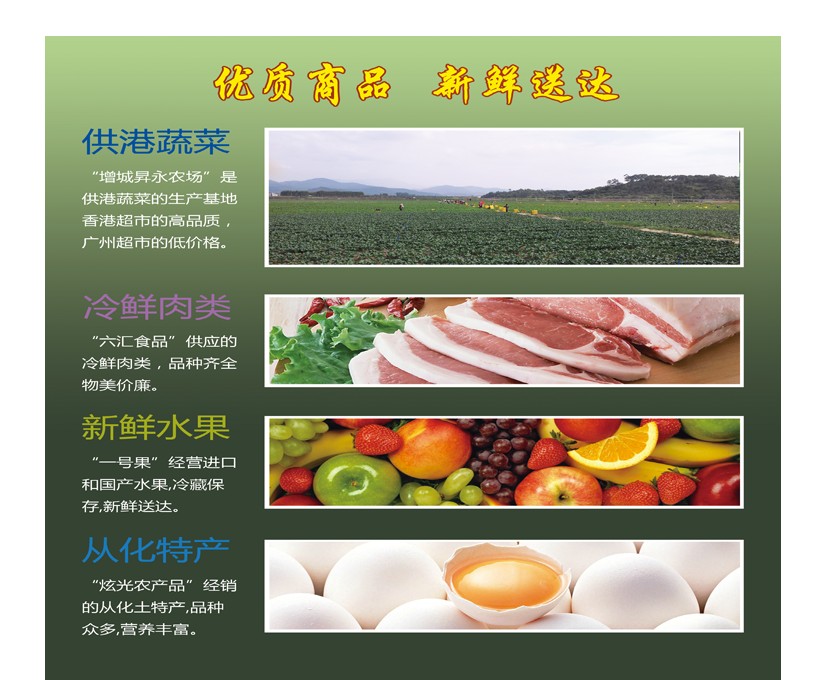 优质商品 新鲜送达
供港蔬菜
“增城昇永农场”是
供港蔬菜的生产基地
香港超市的高品质，
广州超市的低价格。
冷鲜肉类
“六汇食品”供应的
冷鲜肉类，品种齐全
物美价廉。
新鲜水果
“一号果”经营进口
和国产水果,冷藏保
存,新鲜送达。
从化特产
“炫光农产品”经销
的从化土特产,品种
众多,营养丰富。